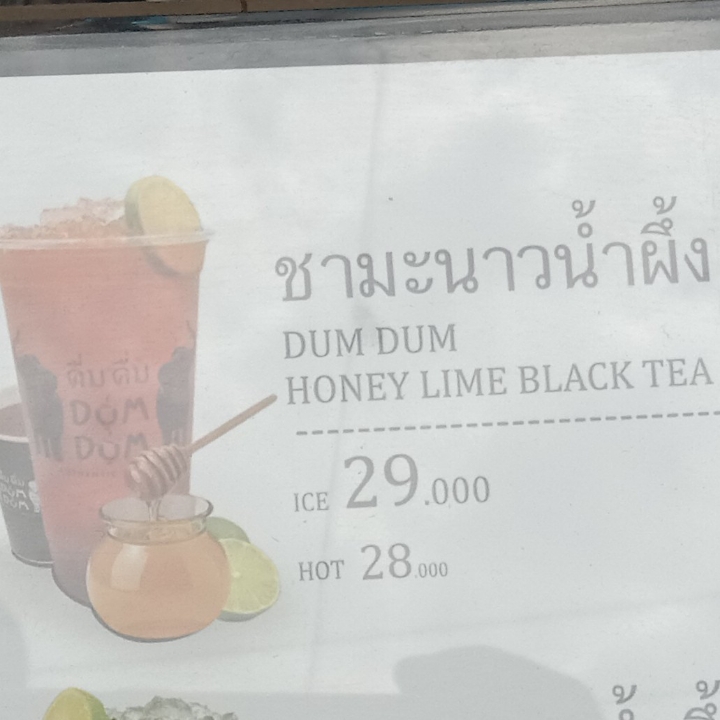 ชามะนาวน้ำผึ้ง
DUM DUM
HONEY LIME BLACK TEA
ICE 29.000
HOT 28.000
ดื่มดื่ม
DUM
DUM